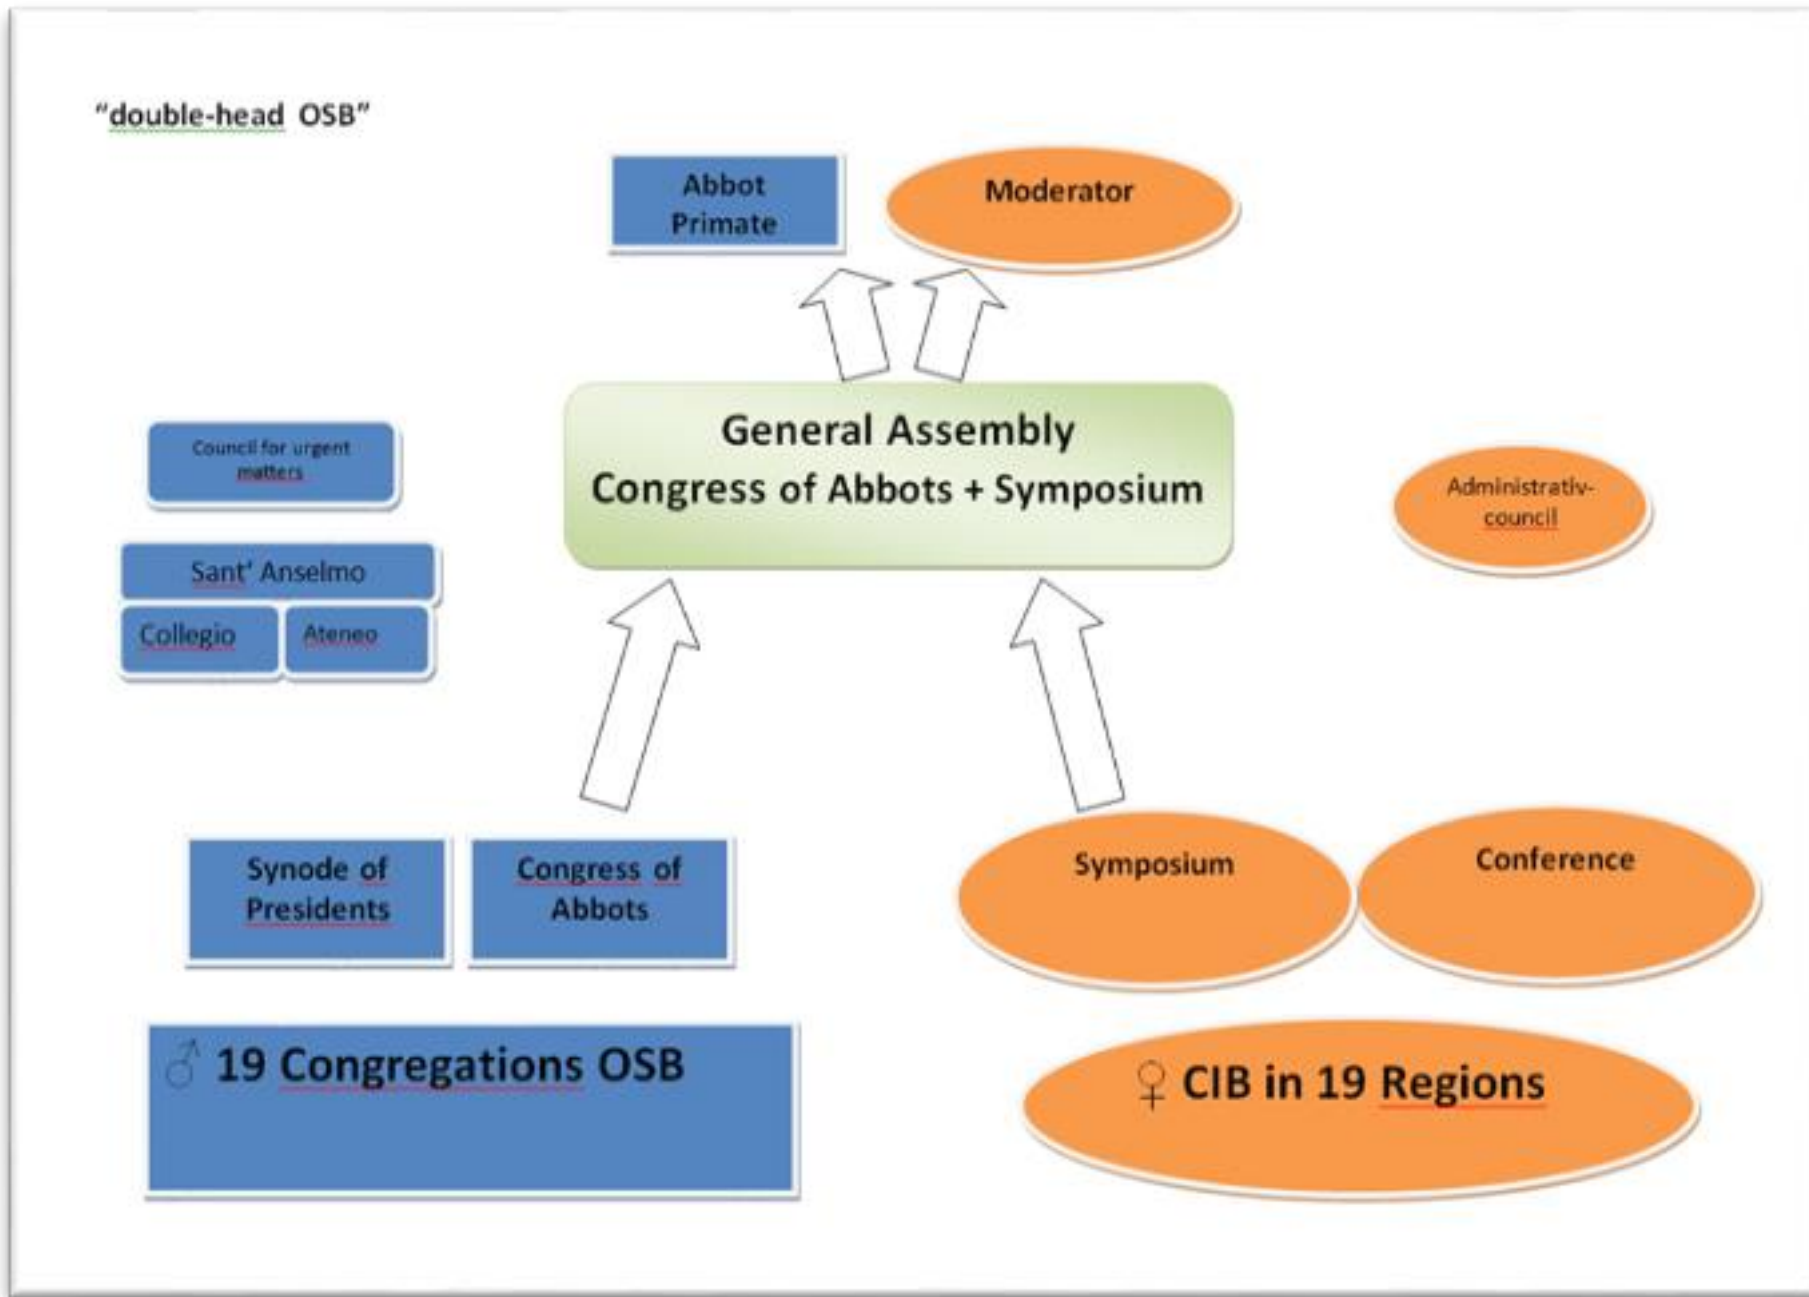 “double-head OSB”
Abbot
Primate
Moderator
General Assembly
Congress of Abbots + Symposium
Council for urgent
matters
Sant’ Anselmo
Collegio
Ateneo
Administrativ-
council
Synode of
Presidents
Congress of
Abbots
Symposium
Conference
♂ 19 Congregations OSB
♀ CIB in 19 Regions